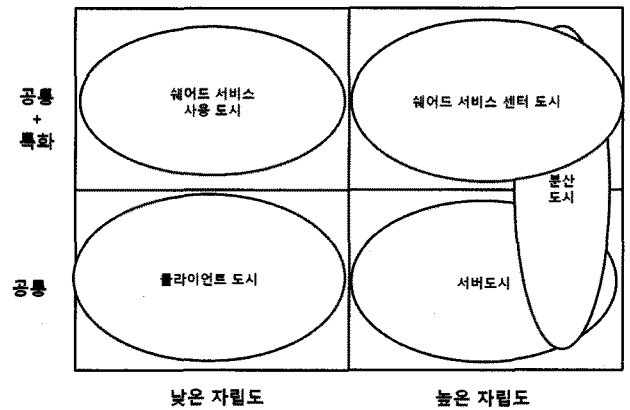 공통
+
특화
쉐어드 서비스
사용 도시
쉐어드 서비스 센터 도시
분산
도시
공통
클라이언트 도시
서버도시
낮은 자립도
높은 자립도